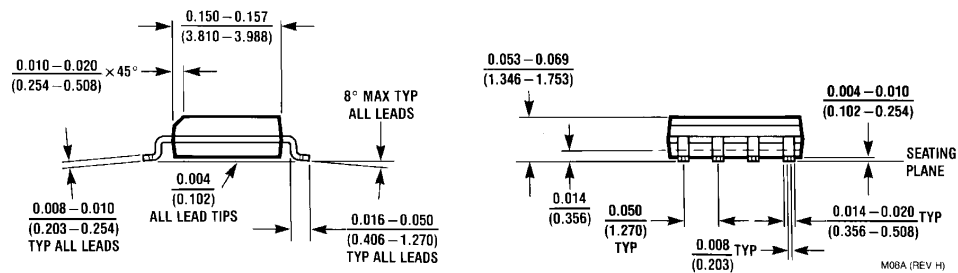 0.150 – 0.157
(3.810 – 3.988)
0.010 – 0.020
(0.254 – 0.508)
× 45°
8° MAX TYP
ALL LEADS
0.004
(0.102)
ALL LEAD TIPS
0.008 – 0.010
(0.203 – 0.254)
TYP ALL LEADS
0.016 – 0.050
(0.406 – 1.270)
TYP ALL LEADS
0.053 – 0.069
(1.346 – 1.753)
0.004 – 0.010
(0.102 – 0.254)
SEATING
PLANE
0.014
(0.356)
0.050
(1.270)
TYP
0.014 – 0.020
(0.356 – 0.508)
TYP
0.008
(0.203)
TYP
M08A (REV H)